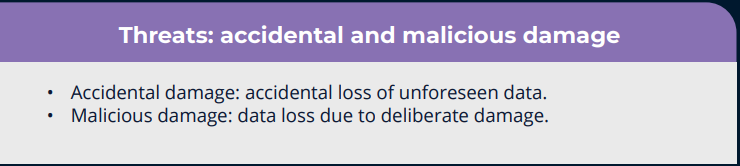 Threats: accidental and malicious damage
• Accidental damage: accidental loss of unforeseen data.
• Malicious damage: data loss due to deliberate damage.